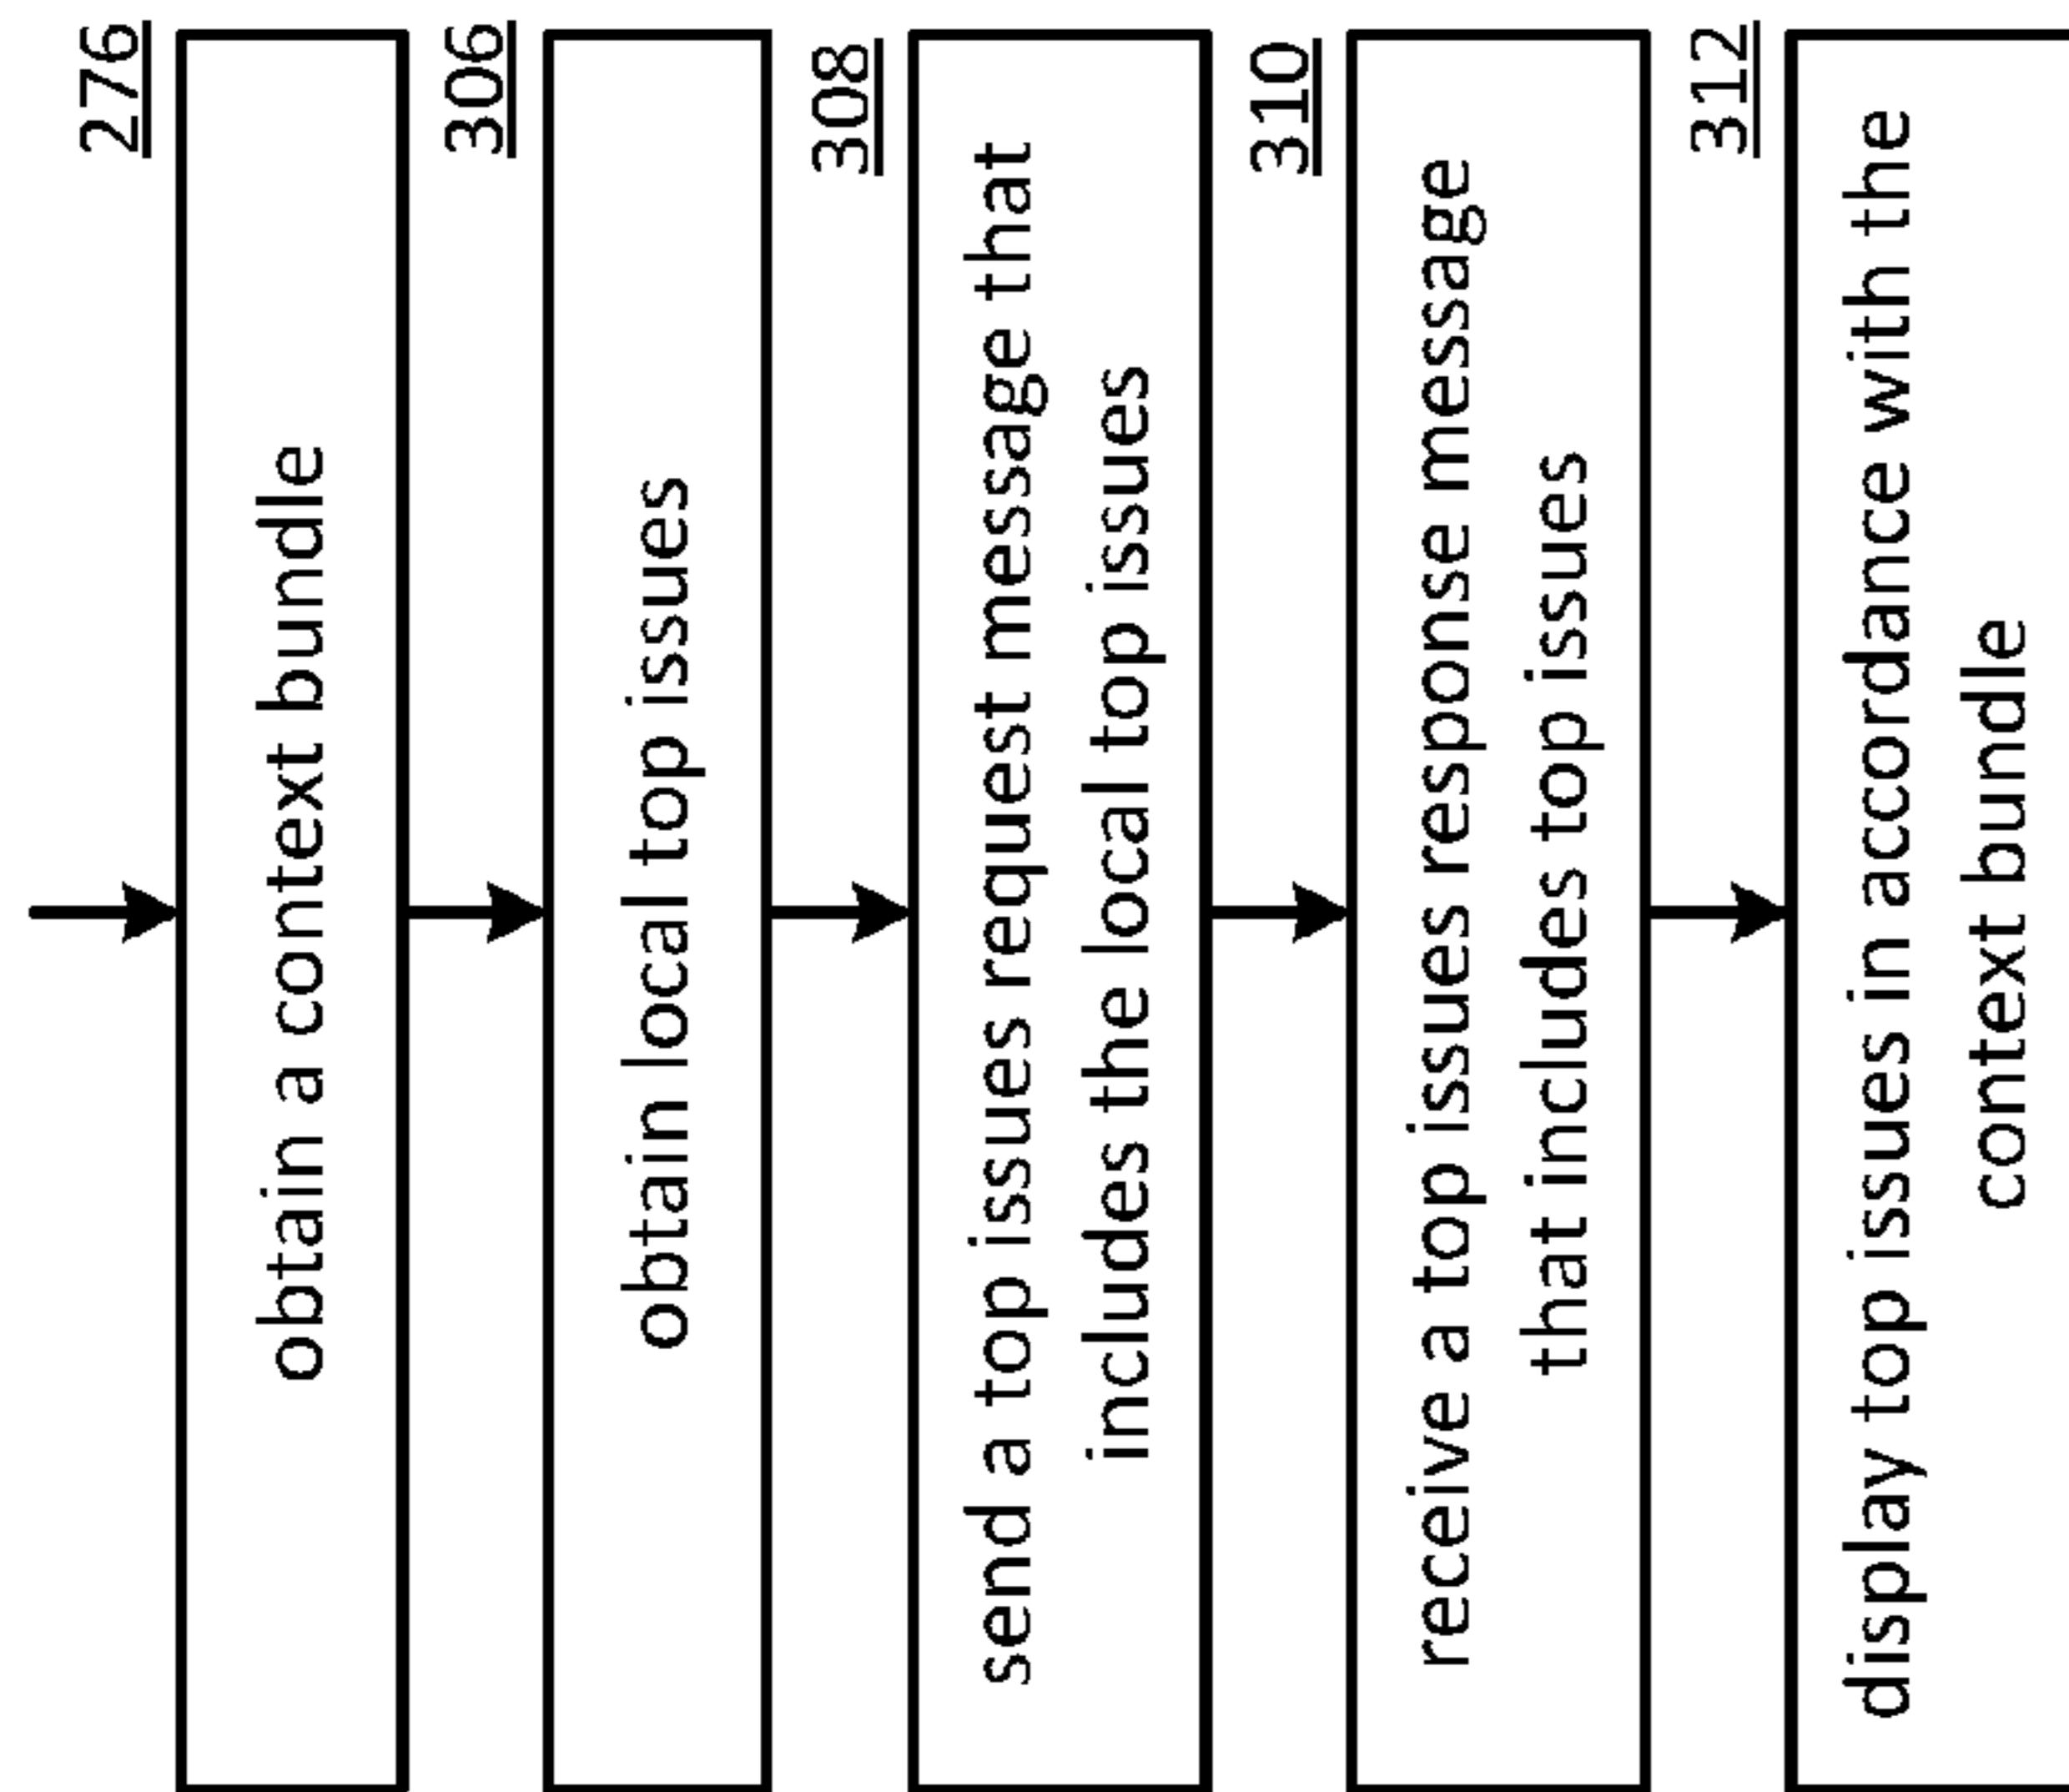 276
obtain a context bundle
306
obtain local top issues
308
send a top issues request message that
includes the local top issues
310
receive a top issues response message
that includes top issues
312
display top issues in accordance with the
context bundle